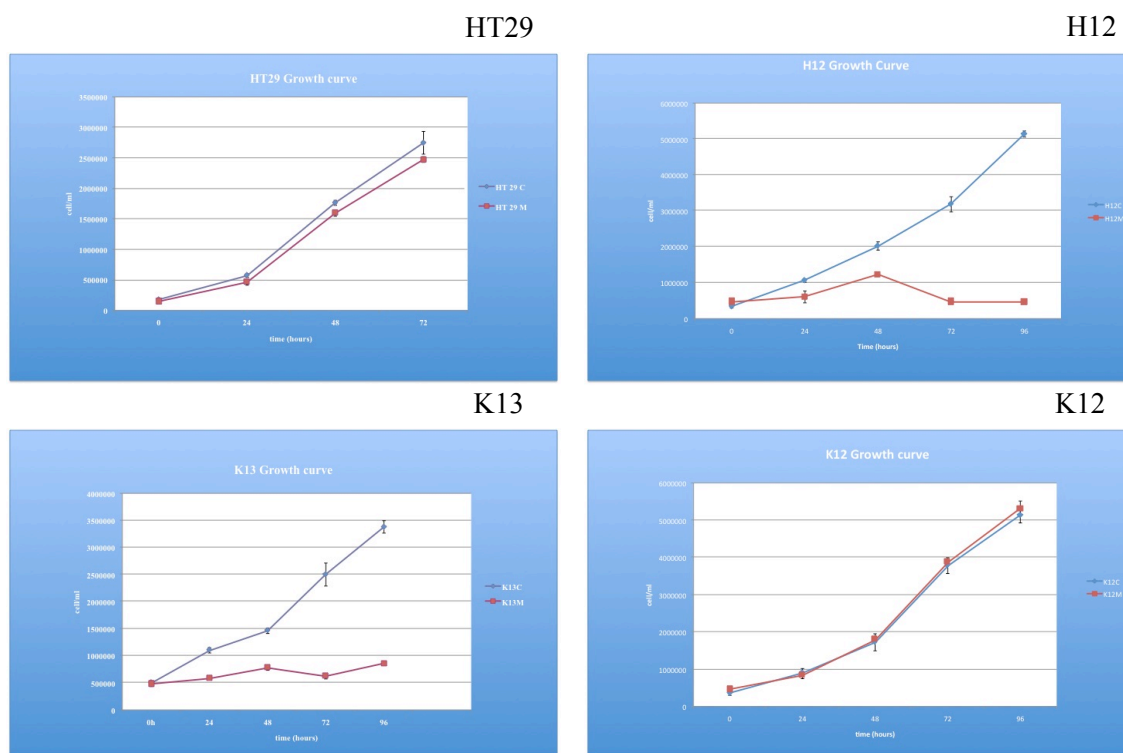 HT29
H12
HT29 Growth curve
3500000
3000000
2500000
2000000
1500000
1000000
500000
0
cell/ml
0 24 48 72
time (hours)
HT 29 C
HT 29 M
H12 Growth Curve
6000000
5000000
4000000
3000000
2000000
1000000
0
cell/ml
0 24 48 72 96
Time (hours)
H12C
H12M
K13
K12
K13 Growth curve
4000000
3500000
3000000
2500000
2000000
1500000
1000000
500000
0
cell/ml
0h 24 48 72 96
time (hours)
K13C
K13M
K12 Growth curve
6000000
5000000
4000000
3000000
2000000
1000000
0
cell/ml
0 24 48 72 96
time (hours)
K12C
K12M